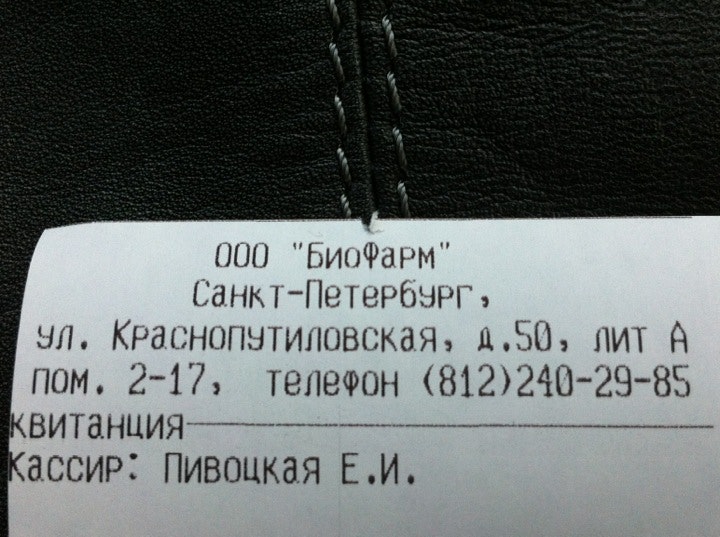 ООО "БиоФарм"
Санкт-Петербург,
ул. Краснопутиловская, д.50, лит А
пом. 2-17, телефон (812)240-29-85
квитанция
Кассир: Пивоцкая Е.И.